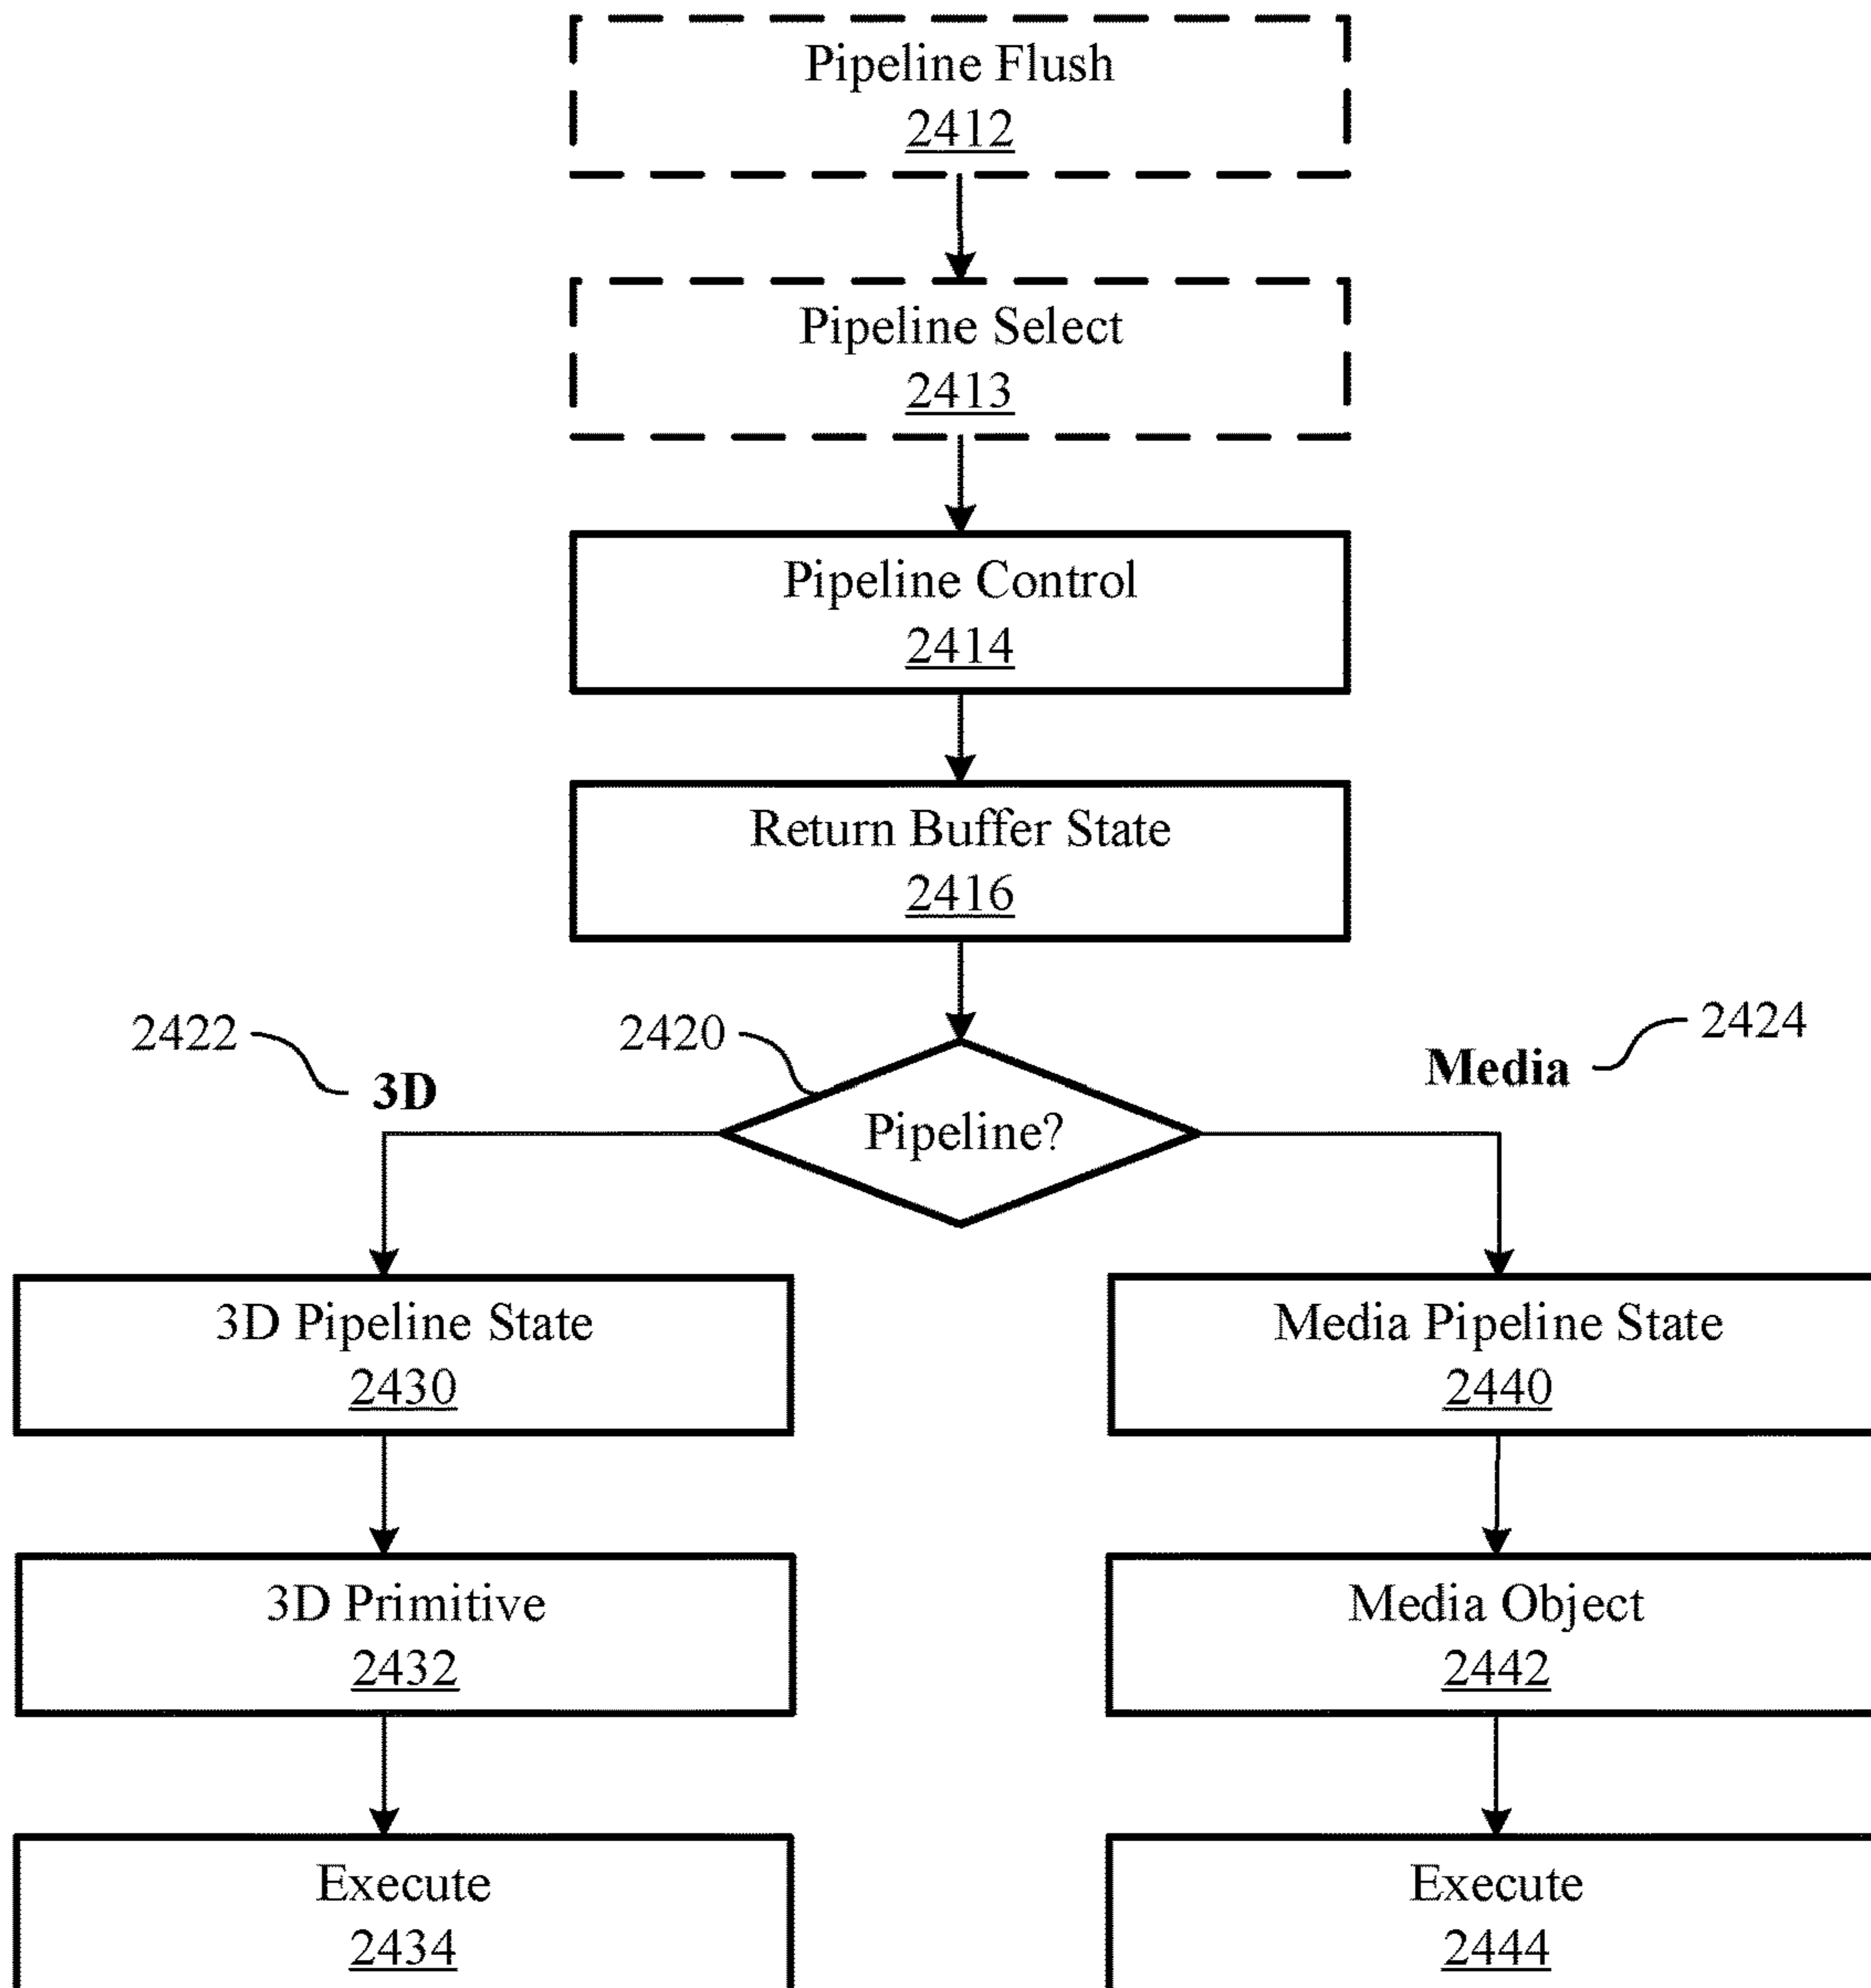 Pipeline Flush
2412
Pipeline Select
2413
Pipeline Control
2414
Return Buffer State
2416
2422
3D
2420
Pipeline?
Media
2424
3D Pipeline State
2430
Media Pipeline State
2440
3D Primitive
2432
Media Object
2442
Execute
2434
Execute
2444